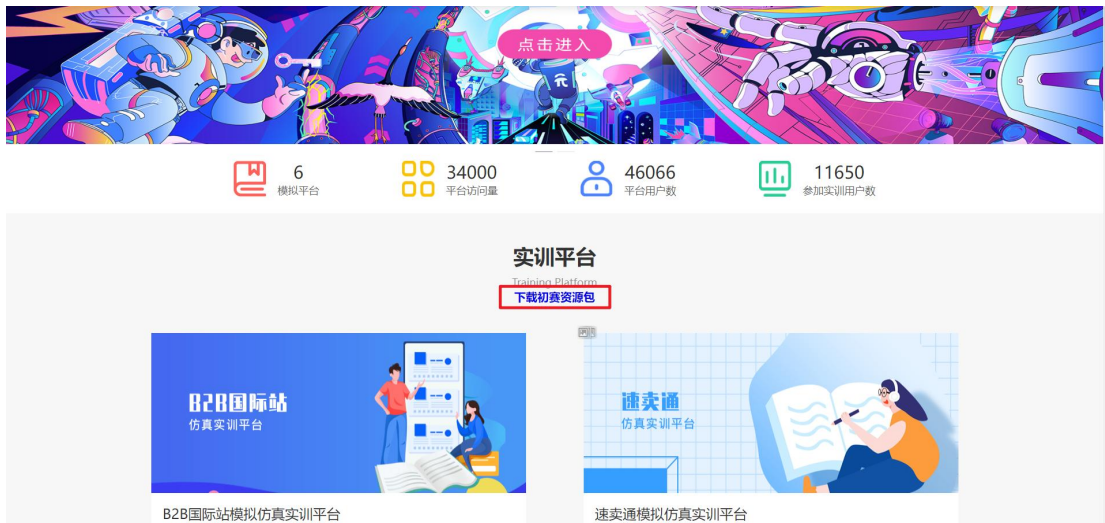 点击进入
元
6
模拟平台
34000
平台访问量
46066
平台用户数
11650
参加实训用户数
实训平台
Training Platform
下载初赛资源包
B2B国际站
仿真实训平台
速卖通
仿真实训平台
B2B国际站模拟仿真实训平台
速卖通模拟仿真实训平台